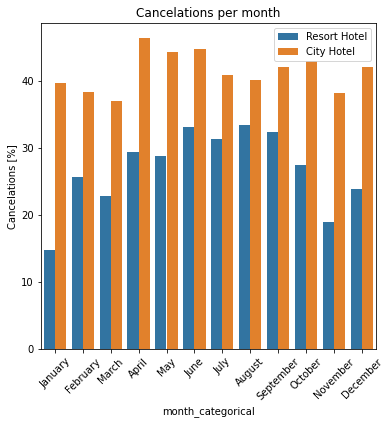 Cancelations per month
Resort Hotel
City Hotel
Cancelations [%]
40
30
20
10
0
January
February
March
April
May
June
July
August
September
October
November
December
month_categorical